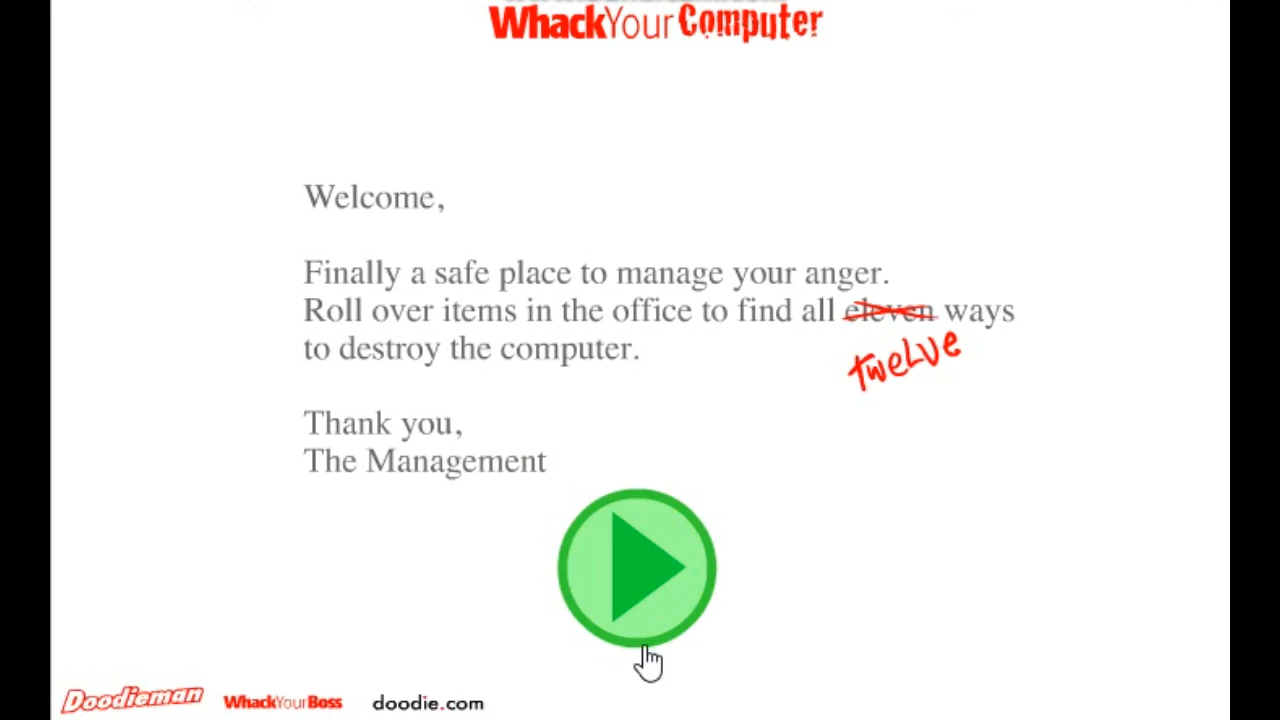 WhackYourComputer
Welcome,
Finally a safe place to manage your anger.
Roll over items in the office to find all eleven ways
twelve
to destroy the computer.
Thank you,
The Management
Doodieman WhackYourBoss doodie.com